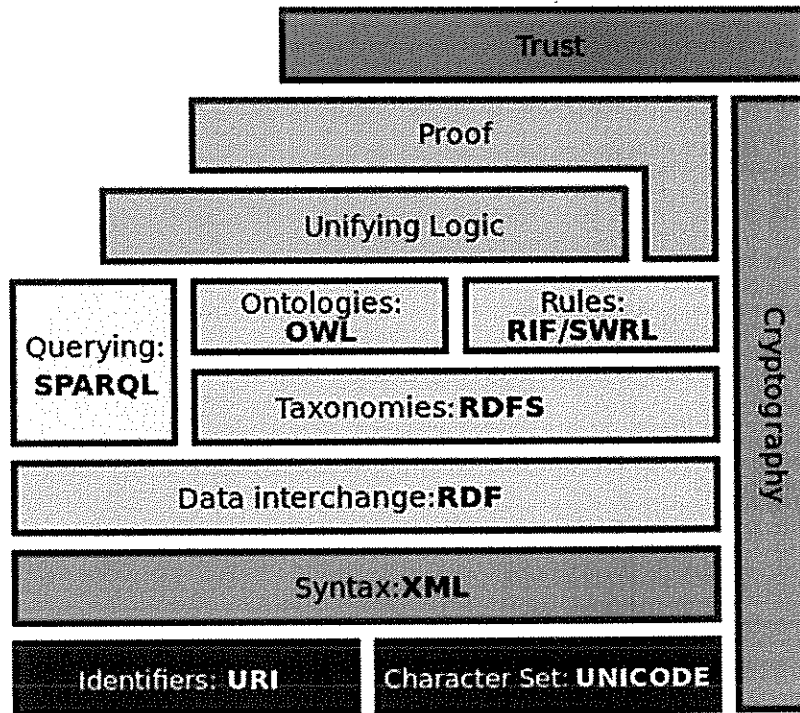 Trust
Proof
Unifying Logic
Ontologies:
OWL
Rules:
RIF/SWRL
Querying:
SPARQL
Taxonomies:RDFS
Data interchange:RDF
Syntax:XML
Identifiers: URI
Character Set: UNICODE
Cryptography